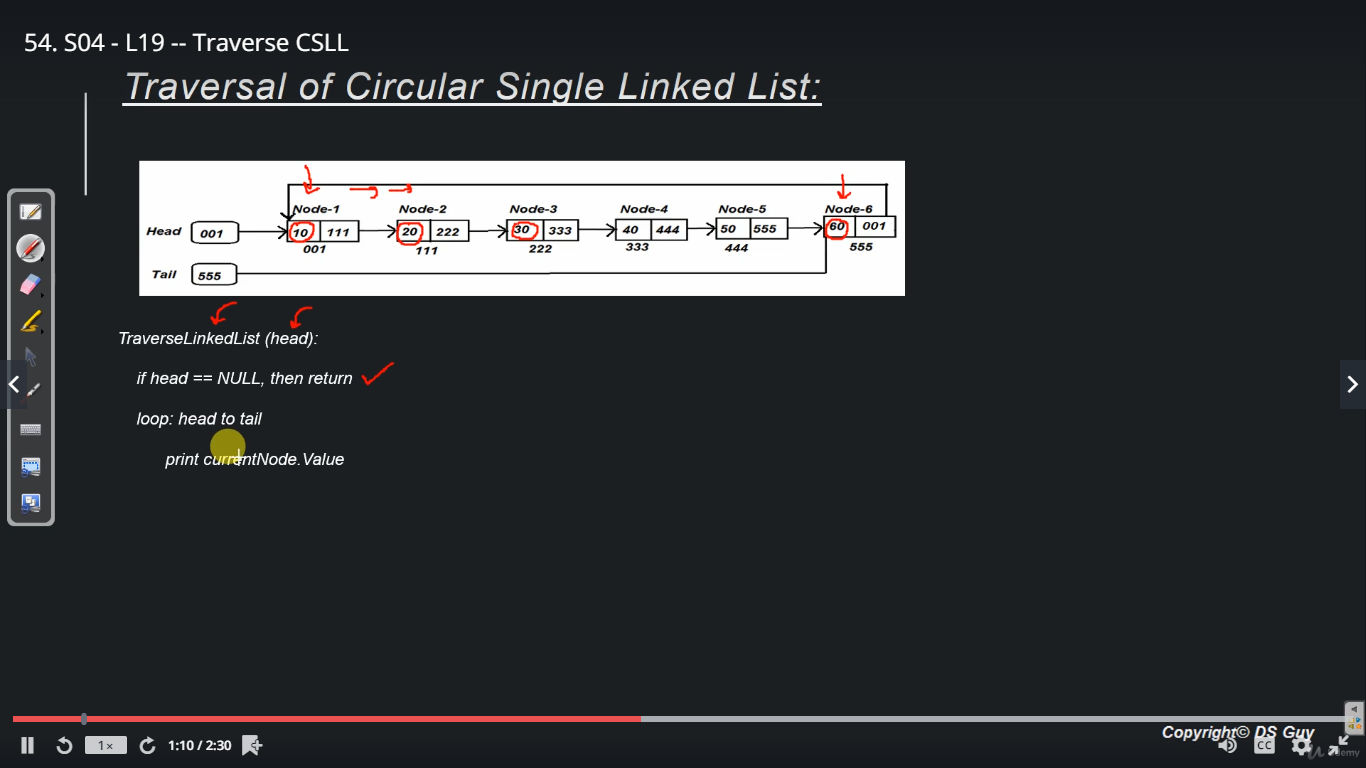 54. S04 - L19 -- Traverse CSLL
Traversal of Circular Single Linked List:
Node-1 Node-2 Node-3 Node-4 Node-5 Node-6
Head 001 10 111 20 222 30 333 40 444 50 555 60 001
001 111 222 333 444 555
Tail 555
TraverseLinkedList (head):
if head == NULL, then return
loop: head to tail
print currentNode.Value
Copyright© DS Guy
1× 1:10 / 2:30 CC